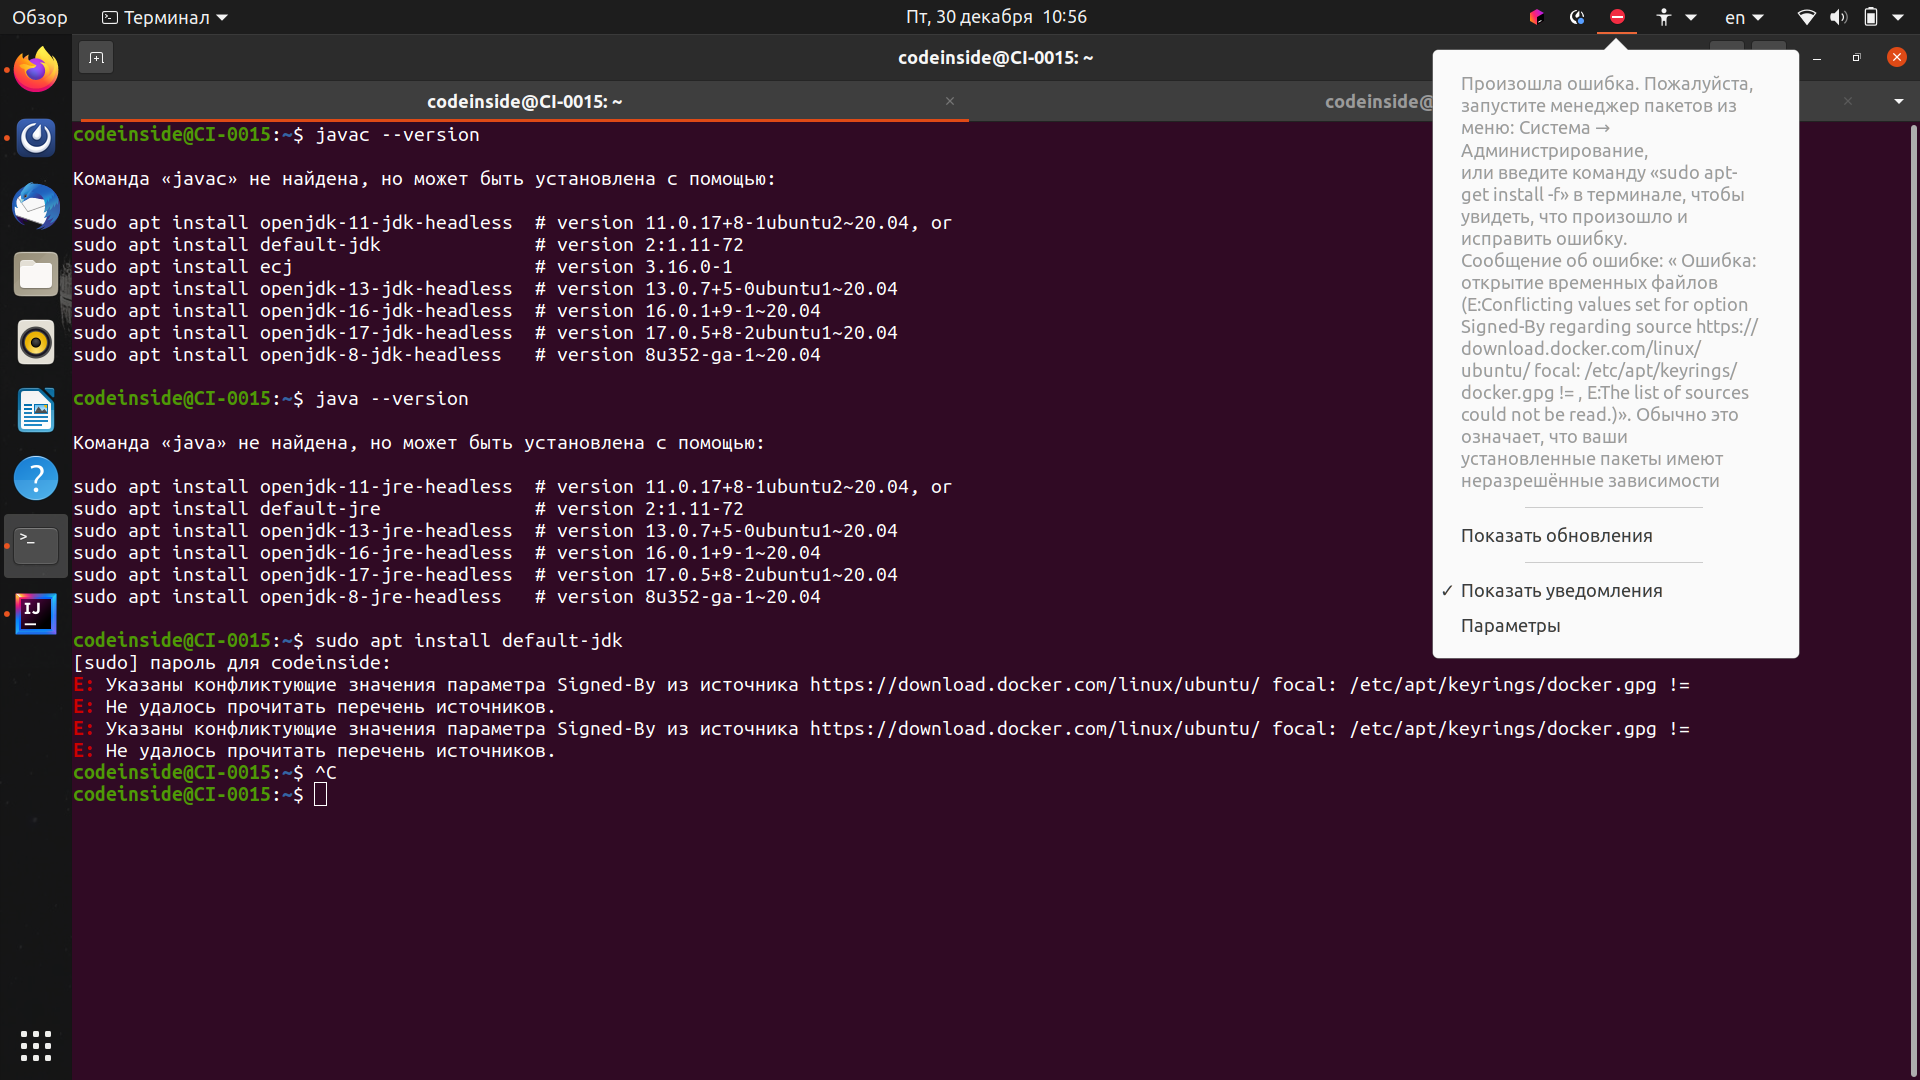 Обзор
Терминал
Пт, 30 декабря 10:56
en
codeinside@CI-0015: ~
codeinside@CI-0015: ~
codeinside@
codeinside@CI-0015:~$ javac --version
Команда «javac» не найдена, но может быть установлена с помощью:
sudo apt install openjdk-11-jdk-headless # version 11.0.17+8-1ubuntu2~20.04, or
sudo apt install default-jdk # version 2:1.11-72
sudo apt install ecj # version 3.16.0-1
sudo apt install openjdk-13-jdk-headless # version 13.0.7+5-0ubuntu1~20.04
sudo apt install openjdk-16-jdk-headless # version 16.0.1+9-1~20.04
sudo apt install openjdk-17-jdk-headless # version 17.0.5+8-2ubuntu1~20.04
sudo apt install openjdk-8-jdk-headless # version 8u352-ga-1~20.04
codeinside@CI-0015:~$ java --version
Команда «java» не найдена, но может быть установлена с помощью:
sudo apt install openjdk-11-jre-headless # version 11.0.17+8-1ubuntu2~20.04, or
sudo apt install default-jre # version 2:1.11-72
sudo apt install openjdk-13-jre-headless # version 13.0.7+5-0ubuntu1~20.04
sudo apt install openjdk-16-jre-headless # version 16.0.1+9-1~20.04
sudo apt install openjdk-17-jre-headless # version 17.0.5+8-2ubuntu1~20.04
sudo apt install openjdk-8-jre-headless # version 8u352-ga-1~20.04
codeinside@CI-0015:~$ sudo apt install default-jdk
[sudo] пароль для codeinside:
E: Указаны конфликтующие значения параметра Signed-By из источника https://download.docker.com/linux/ubuntu/ focal: /etc/apt/keyrings/docker.gpg !=
E: Не удалось прочитать перечень источников.
E: Указаны конфликтующие значения параметра Signed-By из источника https://download.docker.com/linux/ubuntu/ focal: /etc/apt/keyrings/docker.gpg !=
E: Не удалось прочитать перечень источников.
codeinside@CI-0015:~$ ^C
codeinside@CI-0015:~$
Произошла ошибка. Пожалуйста,
запустите менеджер пакетов из
меню: Система →
Администрирование,
или введите команду «sudo apt-
get install -f» в терминале, чтобы
увидеть, что произошло и
исправить ошибку.
Сообщение об ошибке: « Ошибка:
открытие временных файлов
(E:Conflicting values set for option
Signed-By regarding source https://
download.docker.com/linux/
ubuntu/ focal: /etc/apt/keyrings/
docker.gpg != , E:The list of sources
could not be read.)». Обычно это
означает, что ваши
установленные пакеты имеют
неразрешённые зависимости
Показать обновления
✓ Показать уведомления
Параметры
IJ